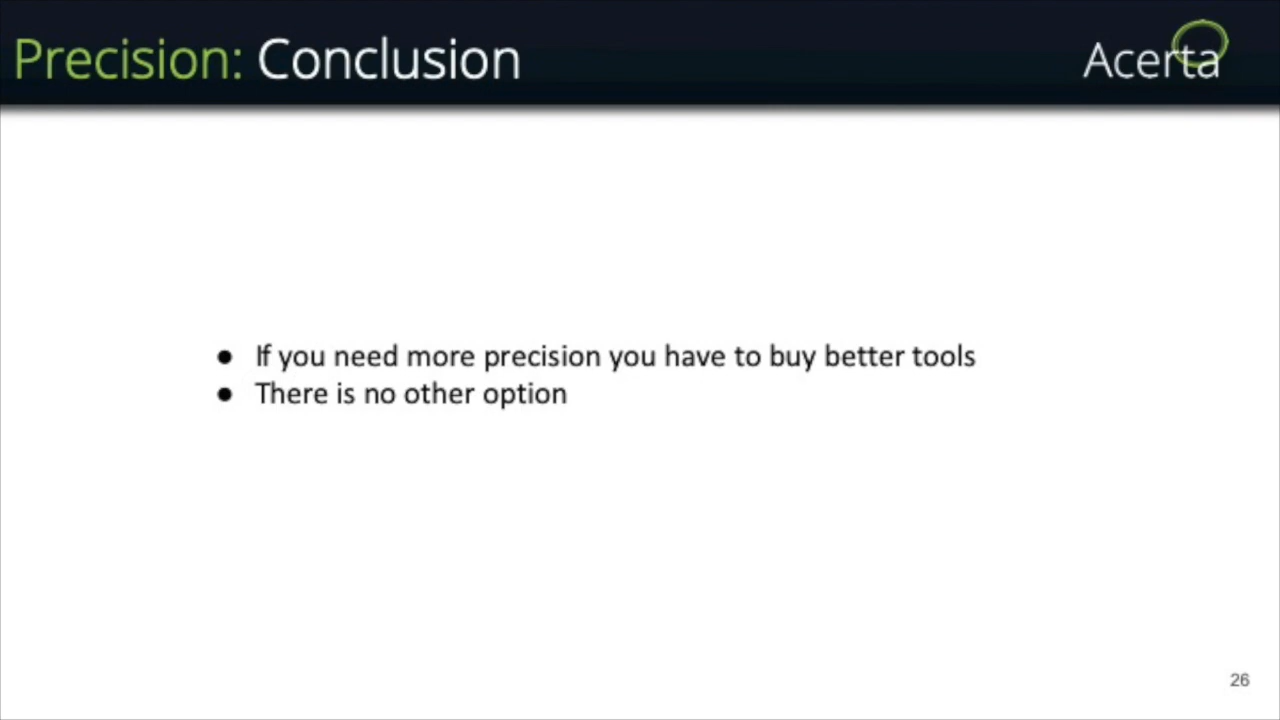 Precision: Conclusion
Acerta
● If you need more precision you have to buy better tools
● There is no other option
26